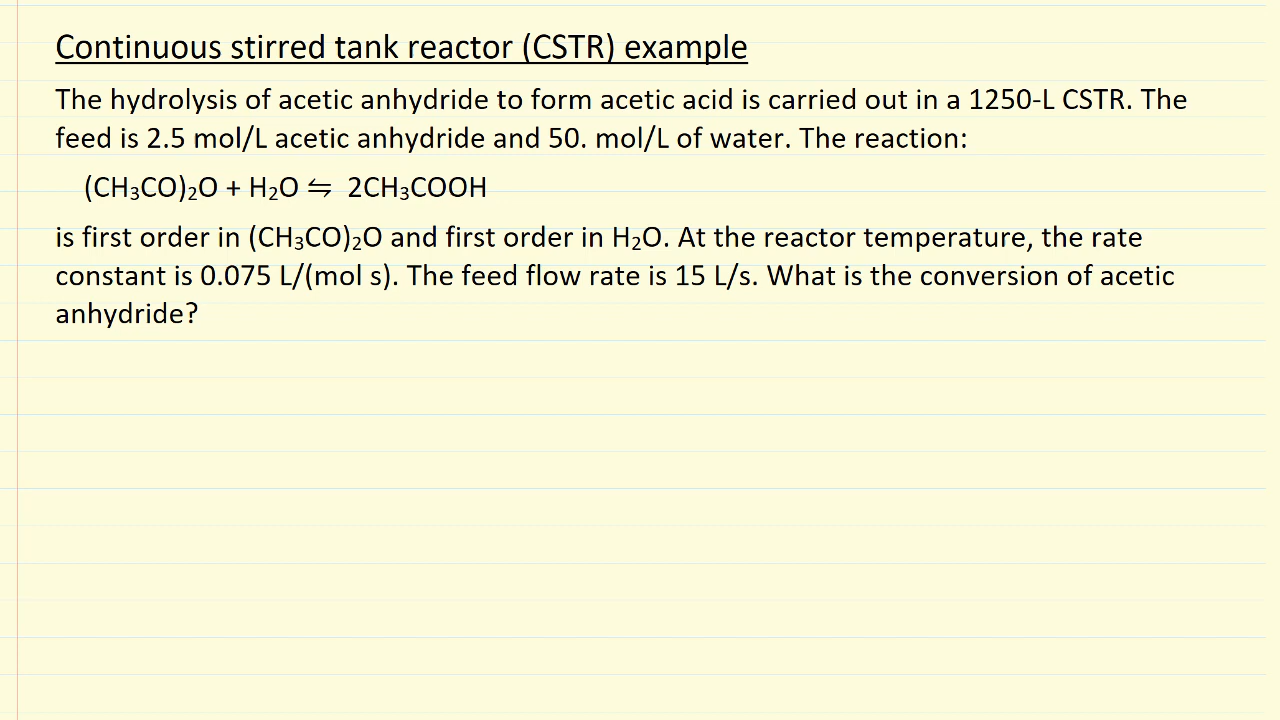 Continuous stirred tank reactor (CSTR) example
The hydrolysis of acetic anhydride to form acetic acid is carried out in a 1250-L CSTR. The
feed is 2.5 mol/L acetic anhydride and 50. mol/L of water. The reaction:
(CH₃CO)₂O + H₂O ⇋ 2CH₃COOH
is first order in (CH₃CO)₂O and first order in H₂O. At the reactor temperature, the rate
constant is 0.075 L/(mol s). The feed flow rate is 15 L/s. What is the conversion of acetic
anhydride?